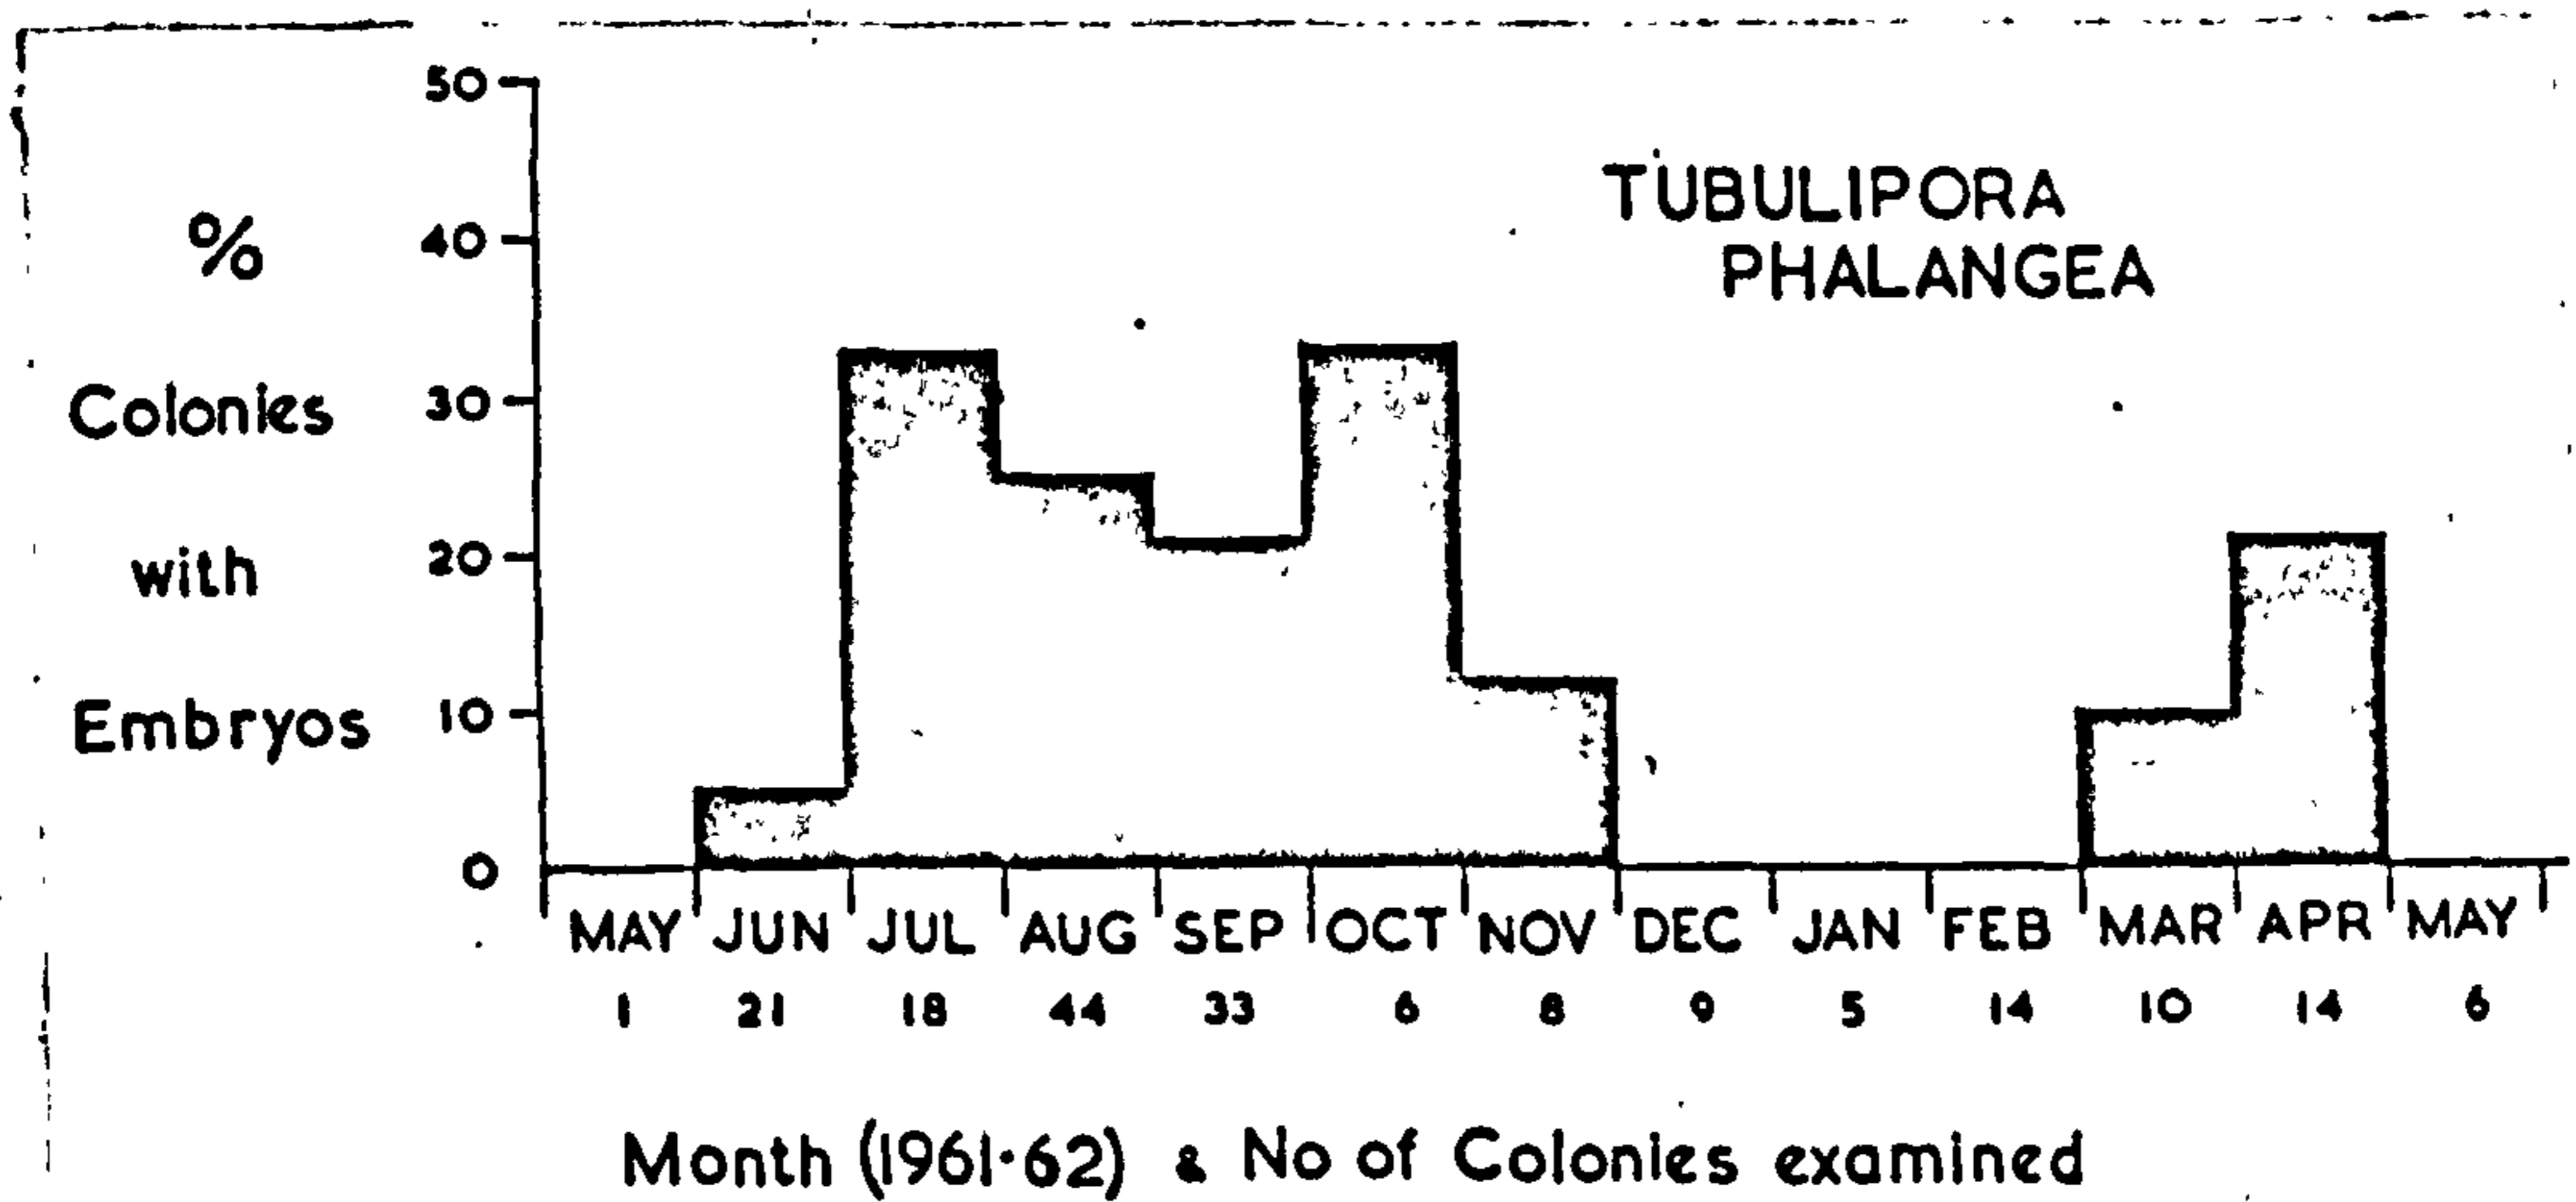 TUBULIPORA
PHALANGEA
%
Colonies
with
Embryos
50
40
30
20
10
0
MAY JUN JUL AUG SEP OCT NOV DEC JAN FEB MAR APR MAY
1 21 18 44 33 6 8 9 5 14 10 14 6
Month (1961·62) & No of Colonies examined